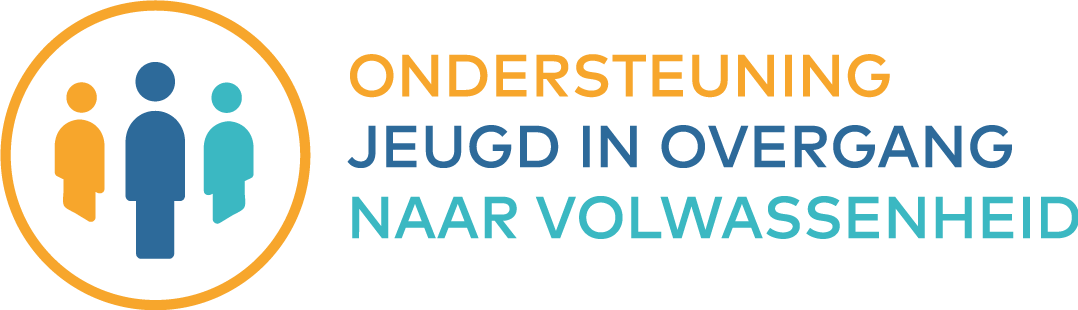 ONDERSTEUNING
JEUGD IN OVERGANG
NAAR VOLWASSENHEID